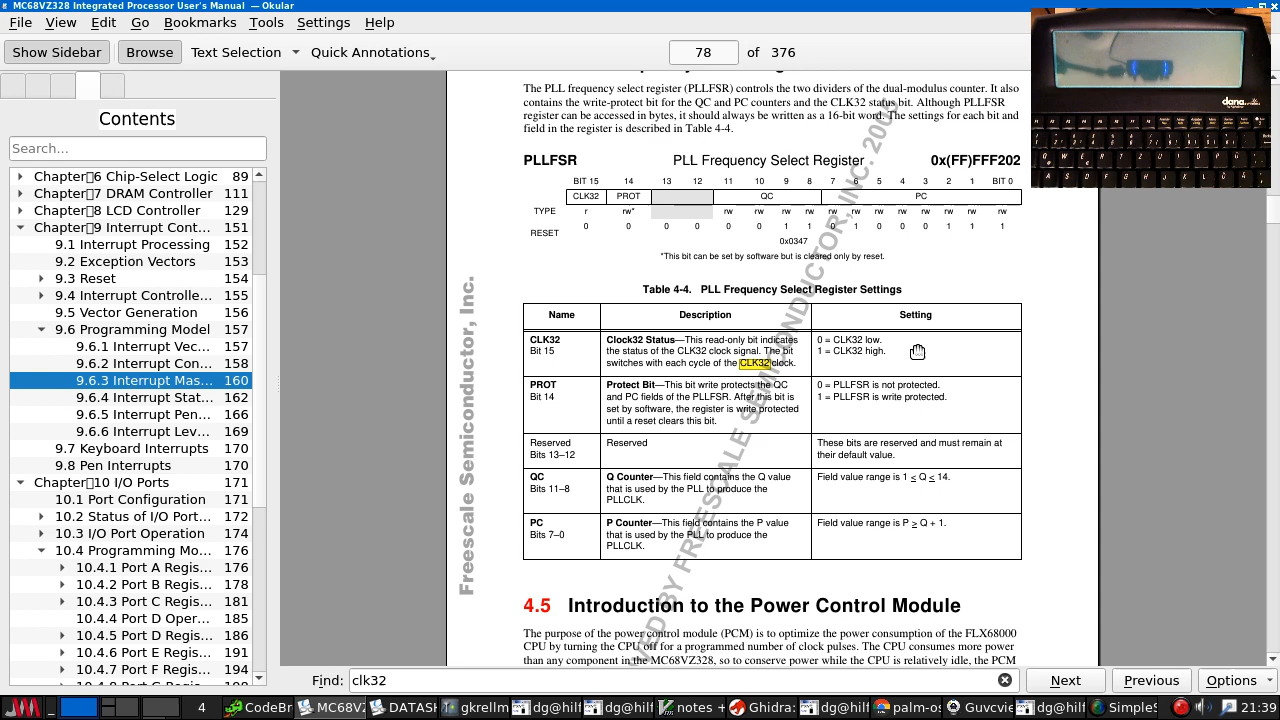 MC68VZ328 Integrated Processor User's Manual — Okular
File View Edit Go Bookmarks Tools Settings Help
Show Sidebar Browse Text Selection Quick Annotations 78 of 376
Contents
Search...
Chapter 6 Chip-Select Logic 89
Chapter 7 DRAM Controller 111
Chapter 8 LCD Controller 129
Chapter 9 Interrupt Cont... 151
9.1 Interrupt Processing 152
9.2 Exception Vectors 153
9.3 Reset 154
9.4 Interrupt Controlle... 155
9.5 Vector Generation 156
9.6 Programming Model 157
9.6.1 Interrupt Vec... 157
9.6.2 Interrupt Con... 158
9.6.3 Interrupt Mas... 160
9.6.4 Interrupt Stat... 162
9.6.5 Interrupt Pen... 166
9.6.6 Interrupt Lev... 169
9.7 Keyboard Interrupts 170
9.8 Pen Interrupts 170
Chapter 10 I/O Ports 171
10.1 Port Configuration 171
10.2 Status of I/O Port... 172
10.3 I/O Port Operation 174
10.4 Programming Mo... 176
10.4.1 Port A Regis... 176
10.4.2 Port B Regis... 178
10.4.3 Port C Regis... 181
10.4.4 Port D Oper... 185
10.4.5 Port D Regis... 186
10.4.6 Port E Regis... 191
10.4.7 Port F Regis... 194
The PLL frequency select register (PLLFSR) controls the two dividers of the dual-modulus counter. It also
contains the write-protect bit for the QC and PC counters and the CLK32 status bit. Although PLLFSR
register can be accessed in bytes, it should always be written as a 16-bit word. The settings for each bit and
field in the register is described in Table 4-4.
PLLFSR PLL Frequency Select Register 0x(FF)FFF202
BIT 15 14 13 12 11 10 9 8 7 6 5 4 3 2 1 BIT 0
CLK32 PROT QC PC
TYPE r rw* rw rw rw rw rw rw rw rw rw rw rw rw
RESET 0 0 0 0 0 0 1 1 0 1 0 0 0 1 1 1
0x0347
*This bit can be set by software but is cleared only by reset.
Table 4-4. PLL Frequency Select Register Settings
Name Description Setting
CLK32
Bit 15
Clock32 Status—This read-only bit indicates
the status of the CLK32 clock signal. The bit
switches with each cycle of the CLK32 clock.
0 = CLK32 low.
1 = CLK32 high.
PROT
Bit 14
Protect Bit—This bit write protects the QC
and PC fields of the PLLFSR. After this bit is
set by software, the register is write protected
until a reset clears this bit.
0 = PLLFSR is not protected.
1 = PLLFSR is write protected.
Reserved
Bits 13–12
Reserved
These bits are reserved and must remain at
their default value.
QC
Bits 11–8
Q Counter—This field contains the Q value
that is used by the PLL to produce the
PLLCLK.
Field value range is 1 ≤ Q ≤ 14.
PC
Bits 7–0
P Counter—This field contains the P value
that is used by the PLL to produce the
PLLCLK.
Field value range is P ≥ Q + 1.
4.5 Introduction to the Power Control Module
The purpose of the power control module (PCM) is to optimize the power consumption of the FLX68000
CPU by turning the CPU off for a programmed number of clock pulses. The CPU consumes more power
than any component in the MC68VZ328, so to conserve power while the CPU is relatively idle, the PCM
Freescale Semiconductor, Inc.
VED BY FREESCALE SEMICONDUCTOR, INC. 200
dana
Find: clk32 Next Previous Options
4 CodeBr MC68VZ DATASH gkrellm dg@hilf dg@hilf notes + Ghidra: dg@hilf palm-os Guvcvie dg@hilf SimpleS 21:39